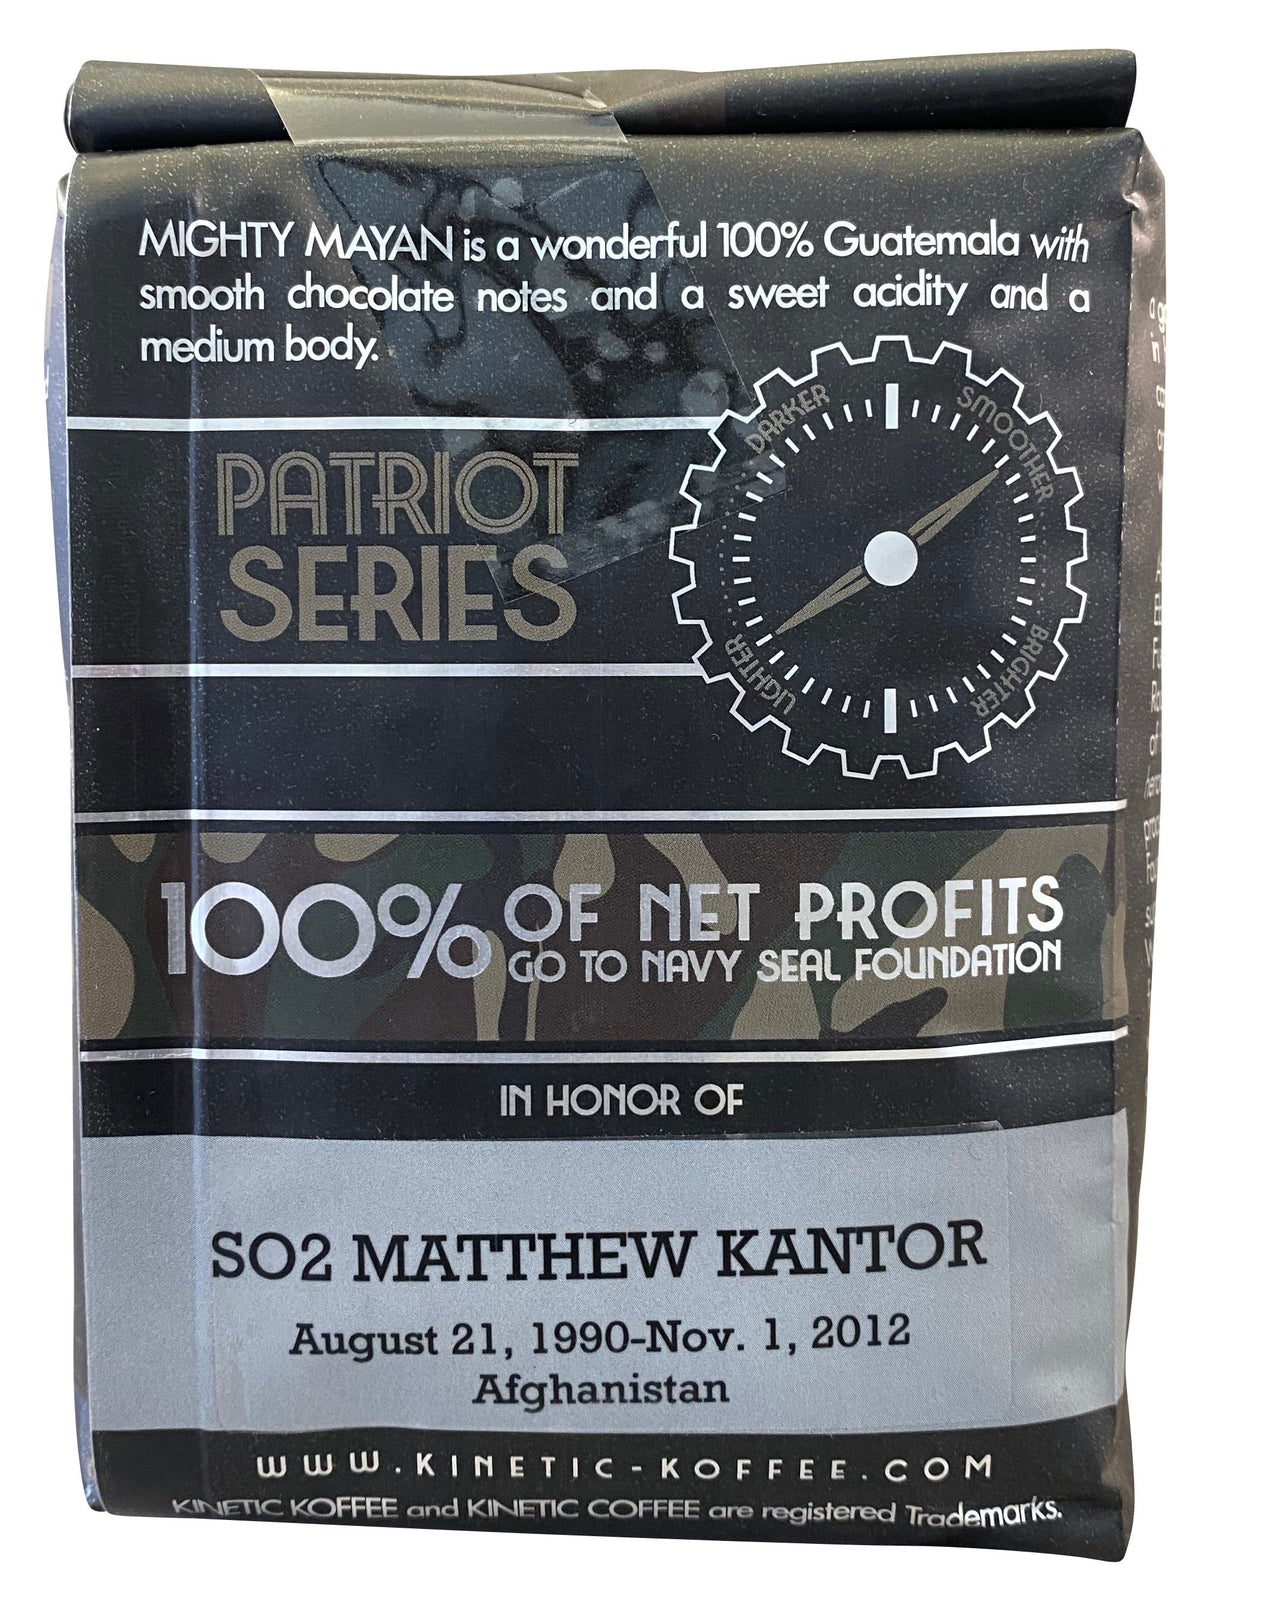 MIGHTY MAYAN is a wonderful 100% Guatemala with
smooth chocolate notes and a sweet acidity and a
medium body.
DARKER
SMOOTHER
PATRIOT
SERIES
LIGHTER
BRIGHTER
100% OF NET PROFITS
GO TO NAVY SEAL FOUNDATION
IN HONOR OF
SO2 MATTHEW KANTOR
August 21, 1990-Nov. 1, 2012
Afghanistan
WWW.KINETIC-KOFFEE.COM
KINETIC KOFFEE and KINETIC COFFEE are registered Trademarks.